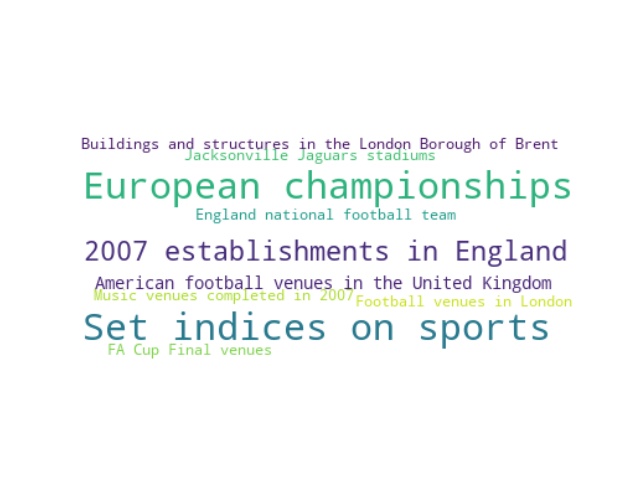 Buildings and structures in the London Borough of Brent
Jacksonville Jaguars stadiums
European championships
England national football team
2007 establishments in England
American football venues in the United Kingdom
Music venues completed in 2007
Football venues in London
Set indices on sports
FA Cup Final venues